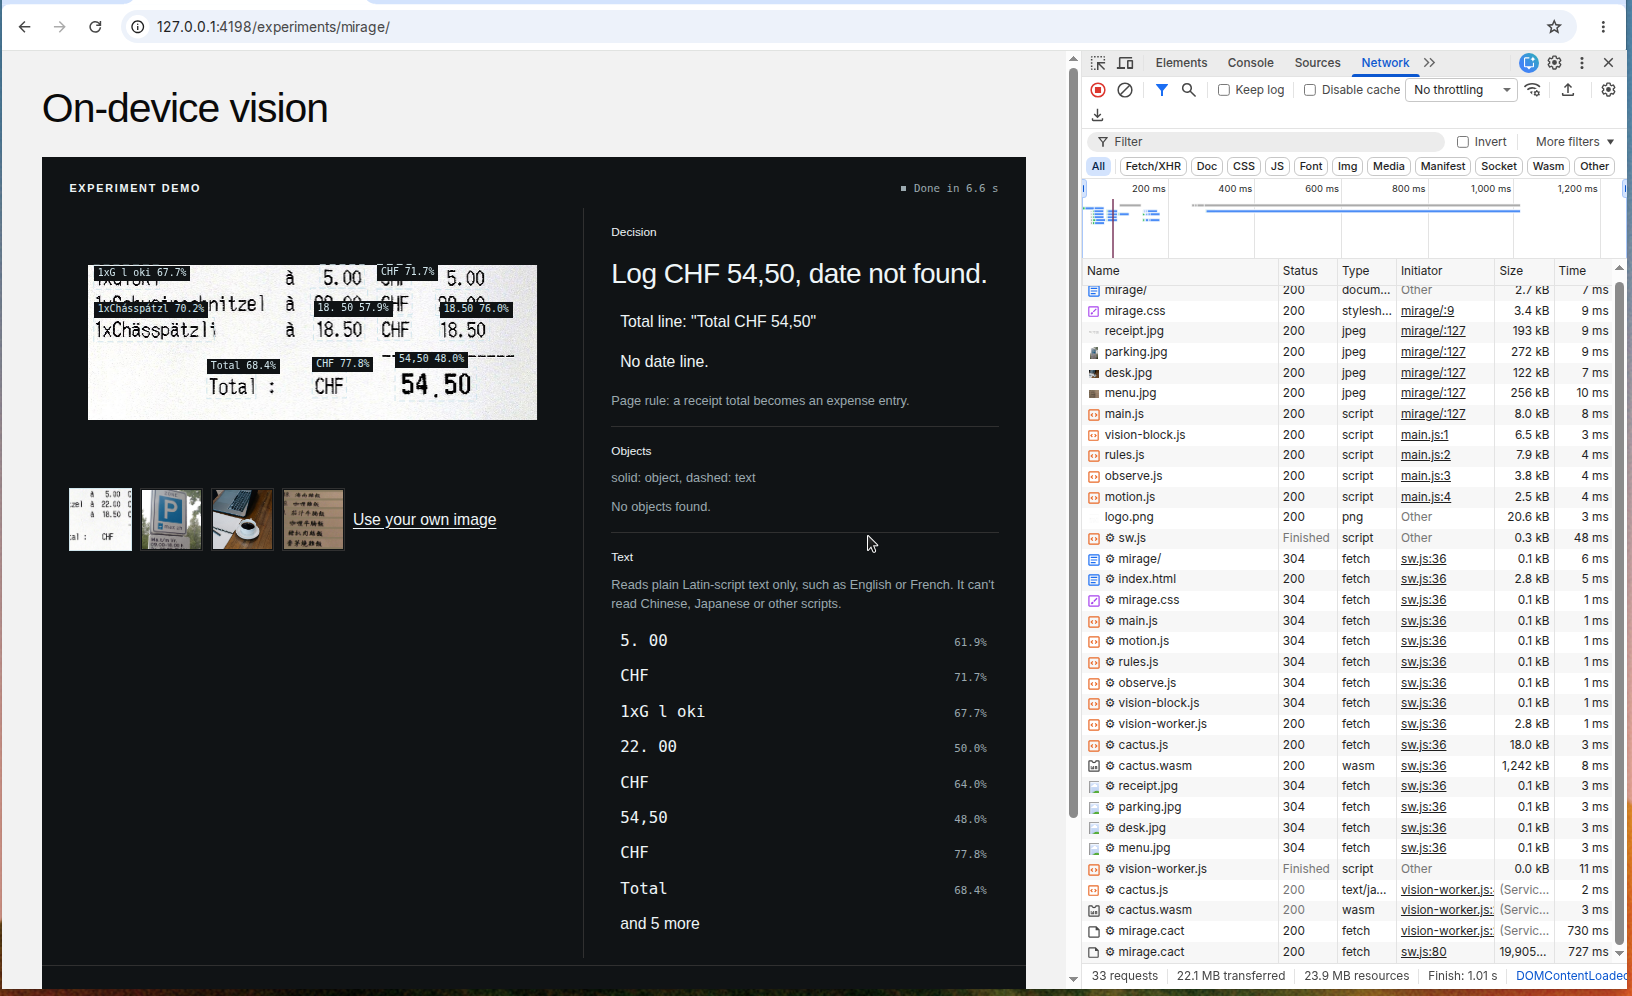 127.0.0.1:4198/experiments/mirage/
On-device vision
EXPERIMENT DEMO
Done in 6.6 s
1xG l oki 67.7%
à 5.00
CHF 71.7%
5.00
hnitzel à
CHF
1xChässpätzl 70.2%
18. 50 57.9%
18.50 76.0%
1xChässpätzli à 18.50 CHF 18.50
Total 68.4%
CHF 77.8%
54,50 48.0%
Total : CHF 54.50
Use your own image
Decision
Log CHF 54,50, date not found.
Total line: "Total CHF 54,50"
No date line.
Page rule: a receipt total becomes an expense entry.
Objects
solid: object, dashed: text
No objects found.
Text
Reads plain Latin-script text only, such as English or French. It can't
read Chinese, Japanese or other scripts.
5. 00 61.9%
CHF 71.7%
1xG l oki 67.7%
22. 00 50.0%
CHF 64.0%
54,50 48.0%
CHF 77.8%
Total 68.4%
and 5 more
Elements Console Sources Network
Keep log Disable cache No throttling
Filter Invert More filters
All Fetch/XHR Doc CSS JS Font Img Media Manifest Socket Wasm Other
200 ms 400 ms 600 ms 800 ms 1,000 ms 1,200 ms
Name Status Type Initiator Size Time
mirage/ 200 docum... Other 2.7 kB 7 ms
mirage.css 200 stylesh... mirage/:9 3.4 kB 9 ms
receipt.jpg 200 jpeg mirage/:127 193 kB 9 ms
parking.jpg 200 jpeg mirage/:127 272 kB 9 ms
desk.jpg 200 jpeg mirage/:127 122 kB 7 ms
menu.jpg 200 jpeg mirage/:127 256 kB 10 ms
main.js 200 script mirage/:127 8.0 kB 8 ms
vision-block.js 200 script main.js:1 6.5 kB 3 ms
rules.js 200 script main.js:2 7.9 kB 4 ms
observe.js 200 script main.js:3 3.8 kB 4 ms
motion.js 200 script main.js:4 2.5 kB 4 ms
logo.png 200 png Other 20.6 kB 3 ms
sw.js Finished script Other 0.3 kB 48 ms
mirage/ 304 fetch sw.js:36 0.1 kB 6 ms
index.html 200 fetch sw.js:36 2.8 kB 5 ms
mirage.css 304 fetch sw.js:36 0.1 kB 1 ms
main.js 304 fetch sw.js:36 0.1 kB 1 ms
motion.js 304 fetch sw.js:36 0.1 kB 1 ms
rules.js 304 fetch sw.js:36 0.1 kB 1 ms
observe.js 304 fetch sw.js:36 0.1 kB 1 ms
vision-block.js 304 fetch sw.js:36 0.1 kB 1 ms
vision-worker.js 200 fetch sw.js:36 2.8 kB 1 ms
cactus.js 200 fetch sw.js:36 18.0 kB 3 ms
cactus.wasm 200 wasm sw.js:36 1,242 kB 8 ms
receipt.jpg 304 fetch sw.js:36 0.1 kB 3 ms
parking.jpg 304 fetch sw.js:36 0.1 kB 3 ms
desk.jpg 304 fetch sw.js:36 0.1 kB 3 ms
menu.jpg 304 fetch sw.js:36 0.1 kB 3 ms
vision-worker.js Finished script Other 0.0 kB 11 ms
cactus.js 200 text/ja... vision-worker.js: (Servic... 2 ms
cactus.wasm 200 wasm vision-worker.js: (Servic... 3 ms
mirage.cact 200 fetch vision-worker.js: (Servic... 730 ms
mirage.cact 200 fetch sw.js:80 19,905... 727 ms
33 requests 22.1 MB transferred 23.9 MB resources Finish: 1.01 s DOMContentLoaded